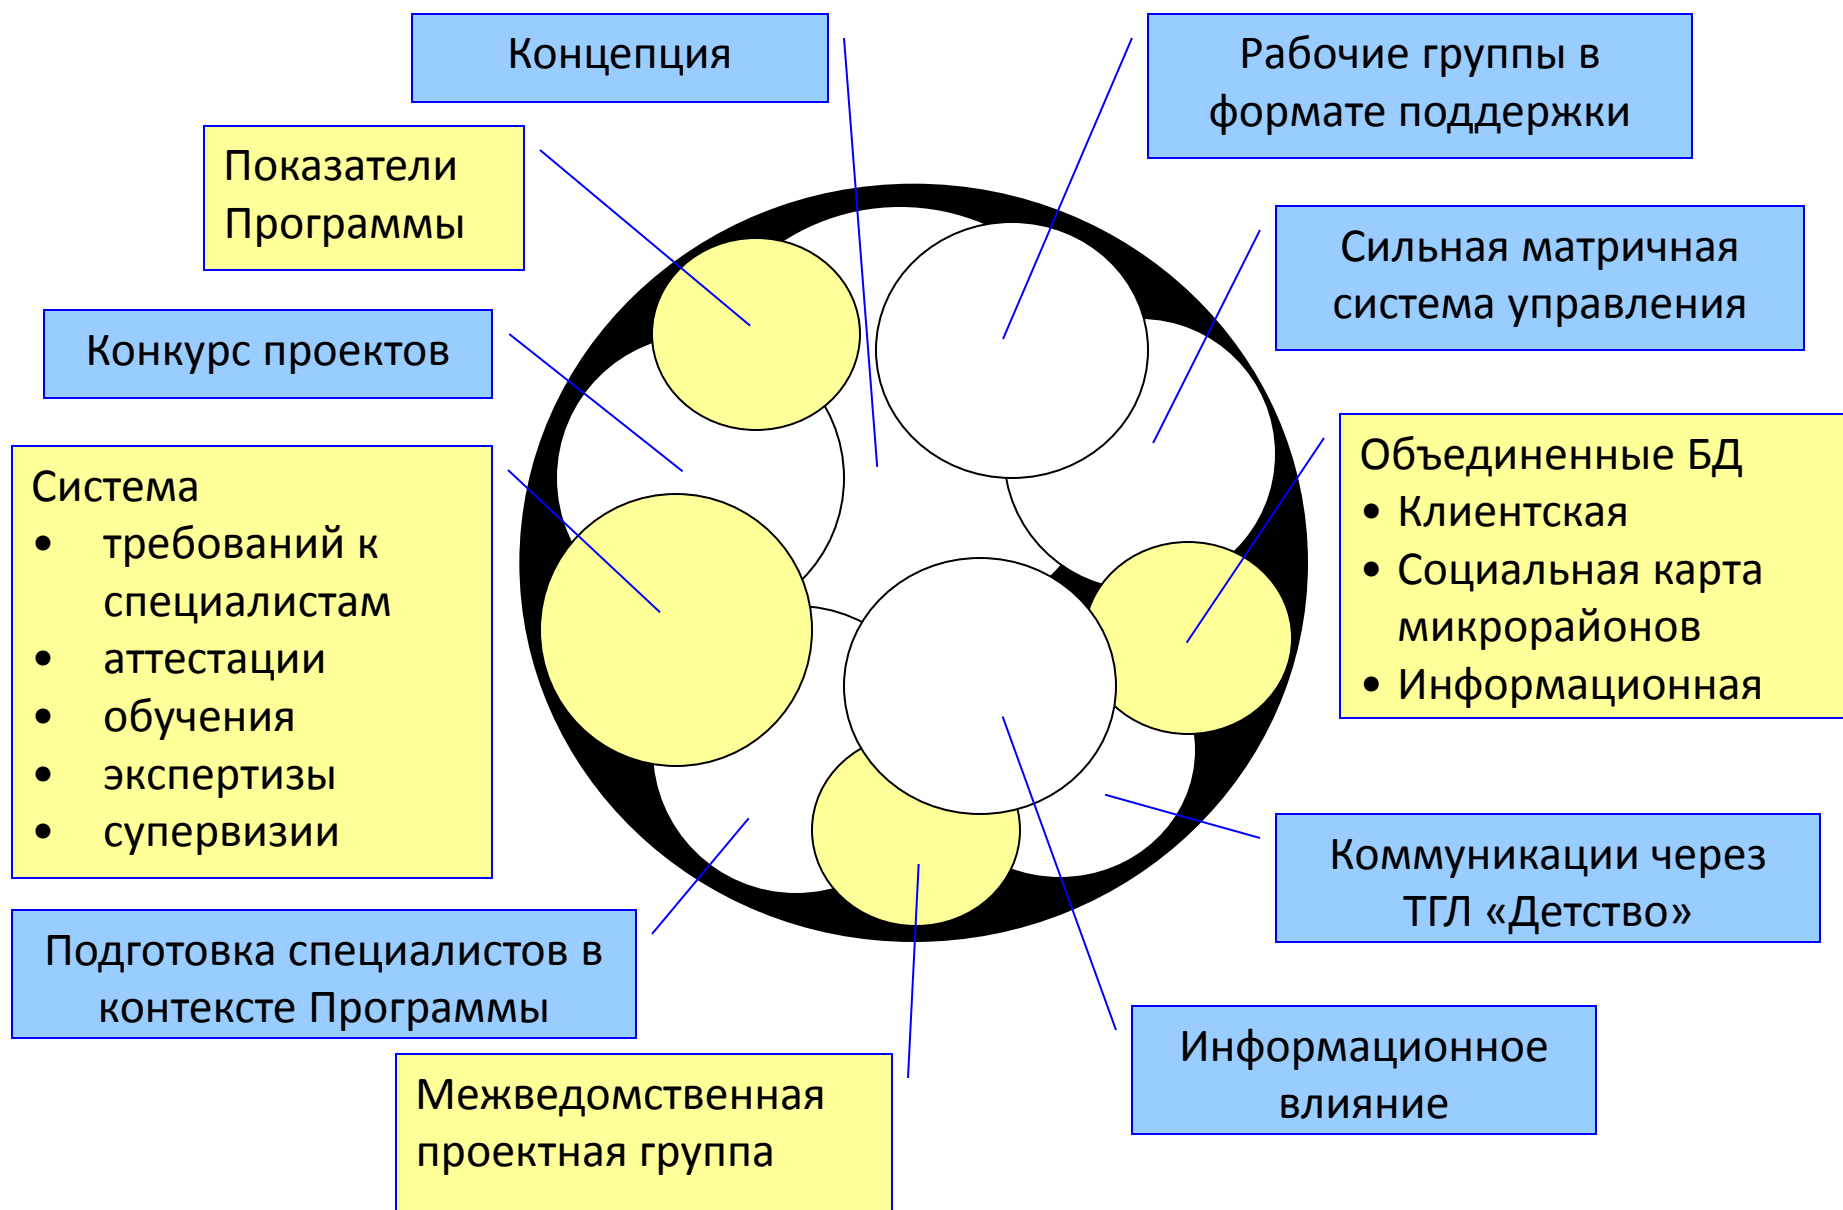 Концепция
Рабочие группы в
формате поддержки
Показатели
Программы
Сильная матричная
система управления
Конкурс проектов
Система
• требований к
специалистам
• аттестации
• обучения
• экспертизы
• супервизии
Объединенные БД
• Клиентская
• Социальная карта
микрорайонов
• Информационная
Коммуникации через
ТГЛ «Детство»
Подготовка специалистов в
контексте Программы
Информационное
влияние
Межведомственная
проектная группа